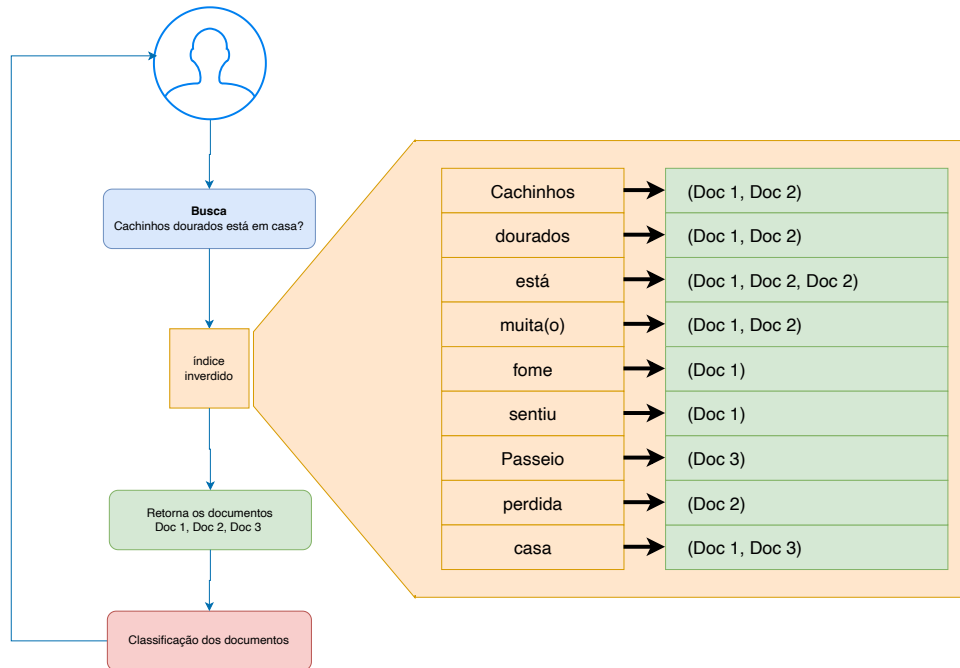 Busca
Cachinhos dourados está em casa?
índice
inverdido
Retorna os documentos
Doc 1, Doc 2, Doc 3
Classificação dos documentos
Cachinhos (Doc 1, Doc 2)
dourados (Doc 1, Doc 2)
está (Doc 1, Doc 2, Doc 2)
muita(o) (Doc 1, Doc 2)
fome (Doc 1)
sentiu (Doc 1)
Passeio (Doc 3)
perdida (Doc 2)
casa (Doc 1, Doc 3)